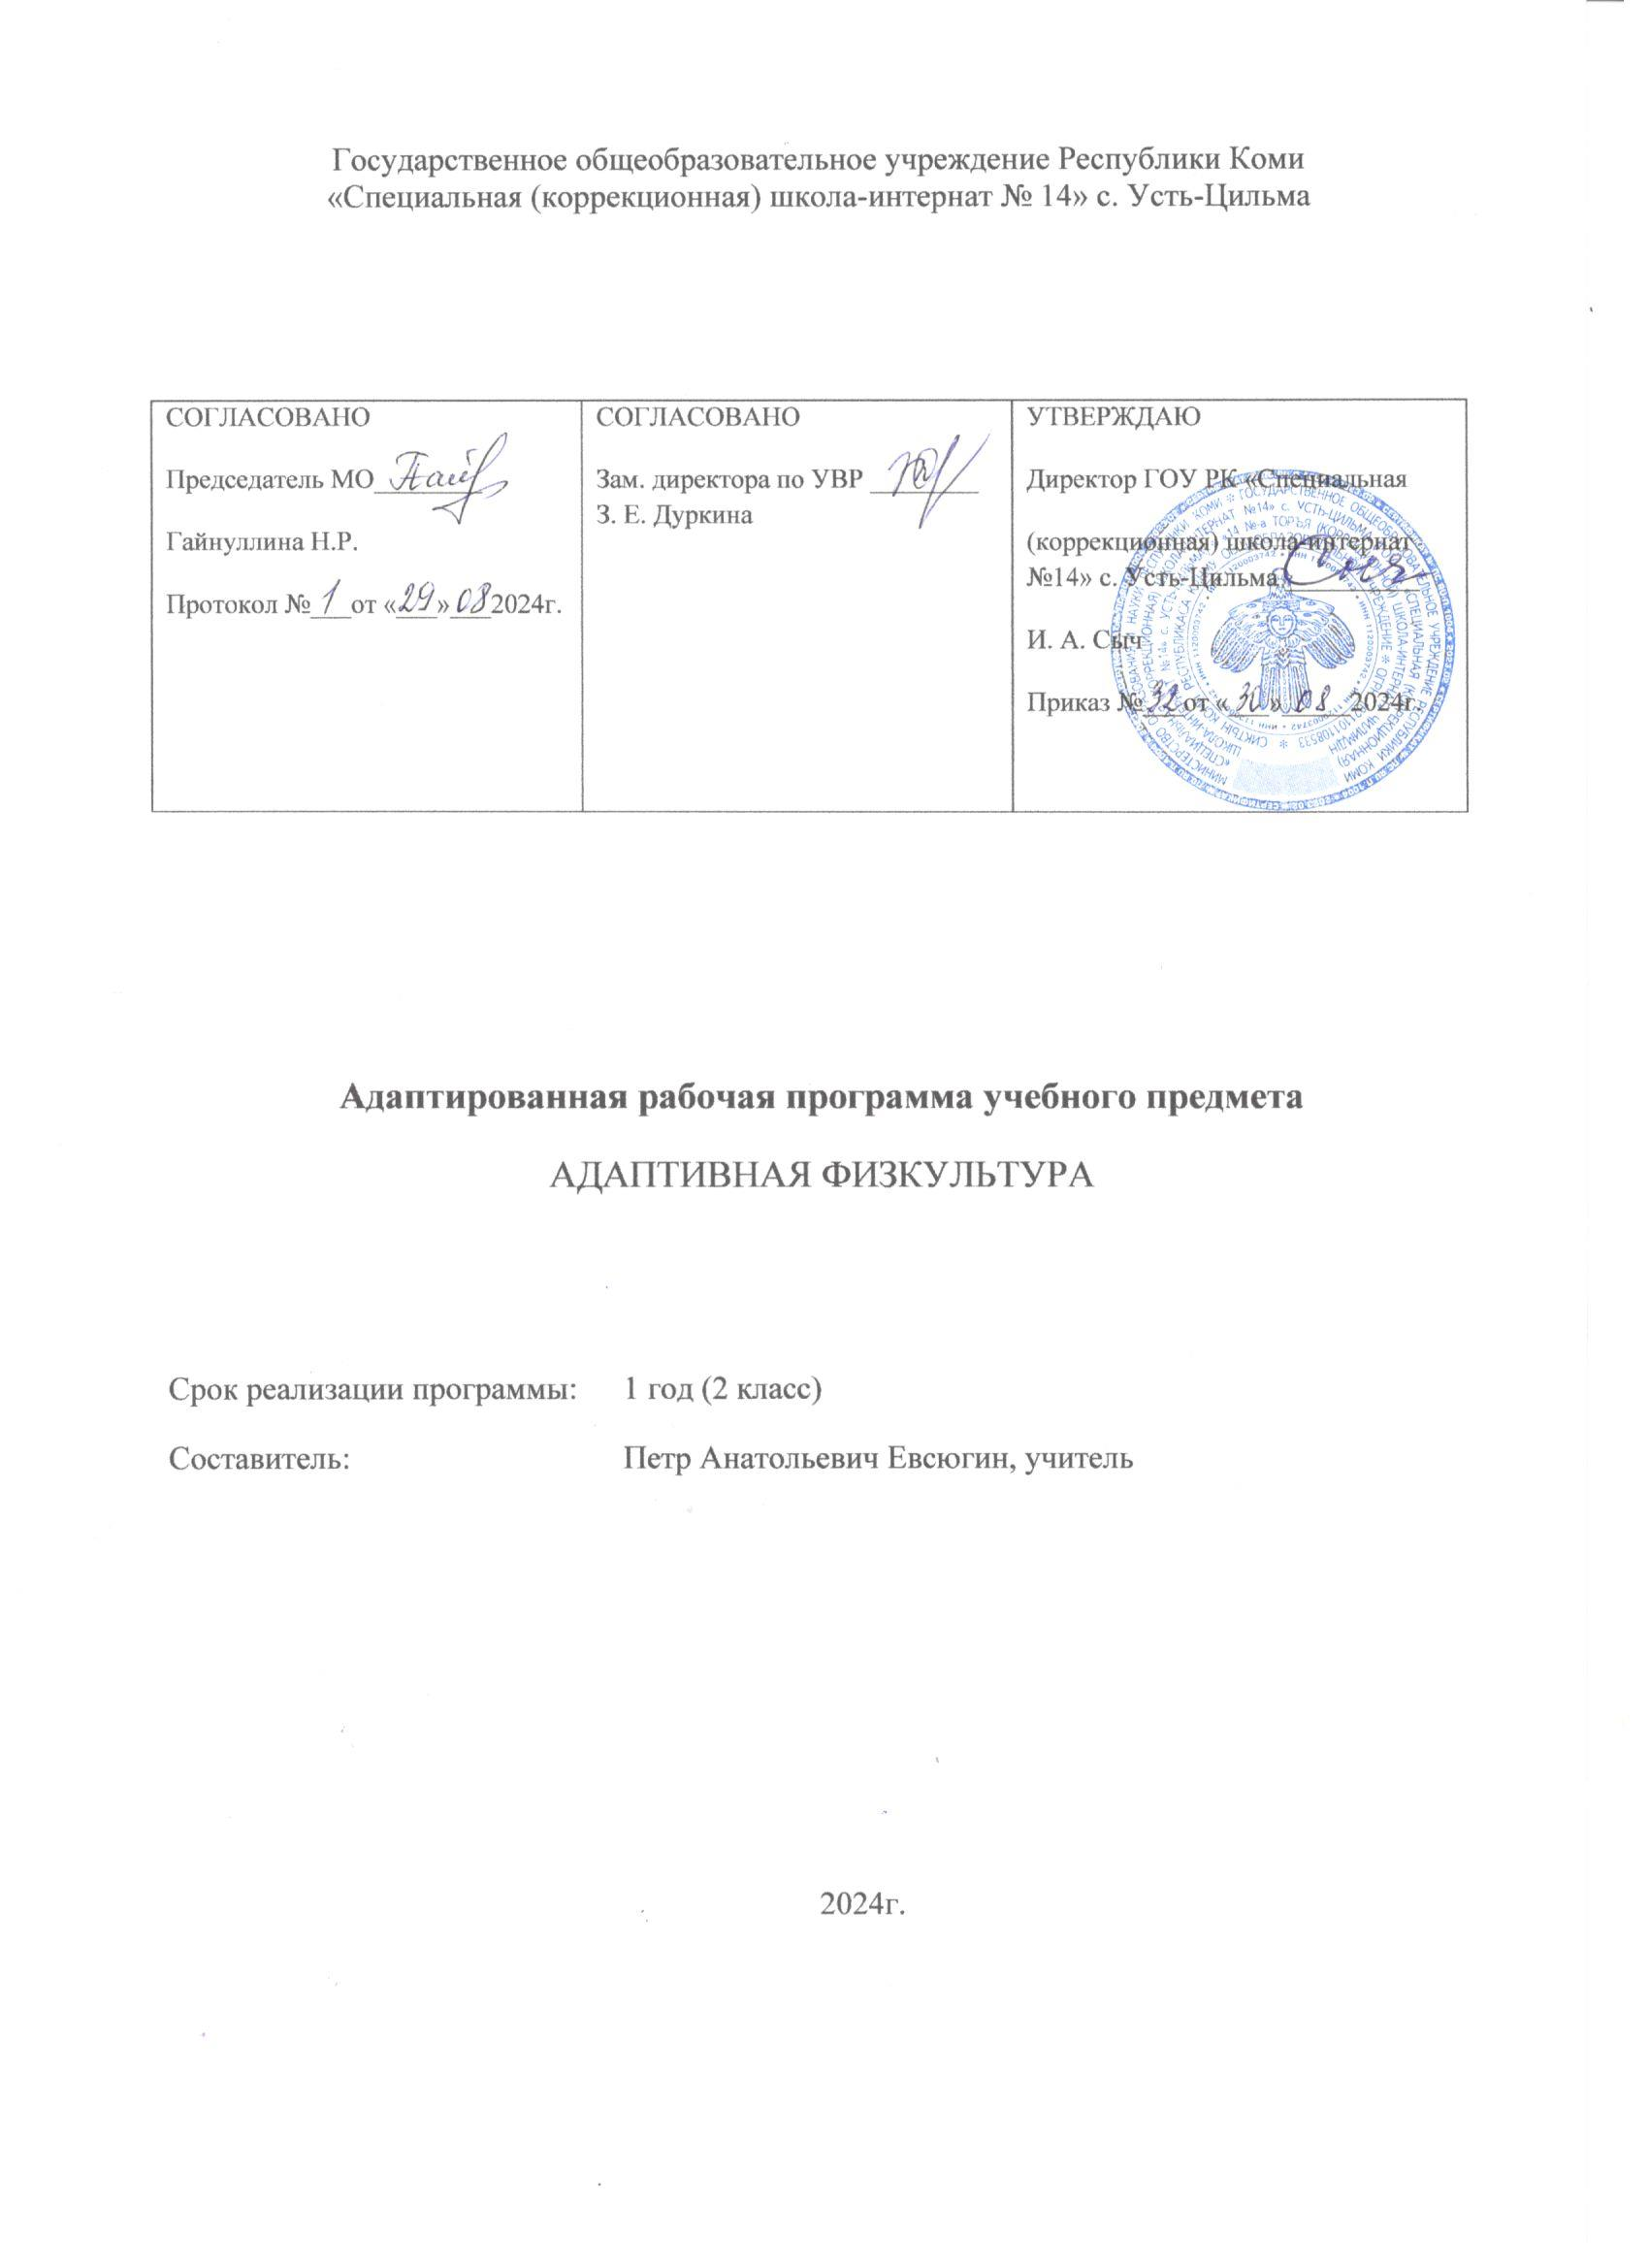 Государственное общеобразовательное учреждение Республики Коми
«Специальная (коррекционная) школа-интернат № 14» с. Усть-Цильма
СОГЛАСОВАНО
Председатель МО
Гайнуллина Н.Р.
Протокол № 1 от «29» 08 2024г.
СОГЛАСОВАНО
Зам. директора по УВР
З. Е. Дуркина
УТВЕРЖДАЮ
Директор ГОУ РК «Специальная
(коррекционная) школа-интернат
№14» с. Усть-Цильма
И. А. Сыч
Приказ № 32 от «30» 08 2024г.
Адаптированная рабочая программа учебного предмета
АДАПТИВНАЯ ФИЗКУЛЬТУРА
Срок реализации программы: 1 год (2 класс)
Составитель: Петр Анатольевич Евсюгин, учитель
2024г.